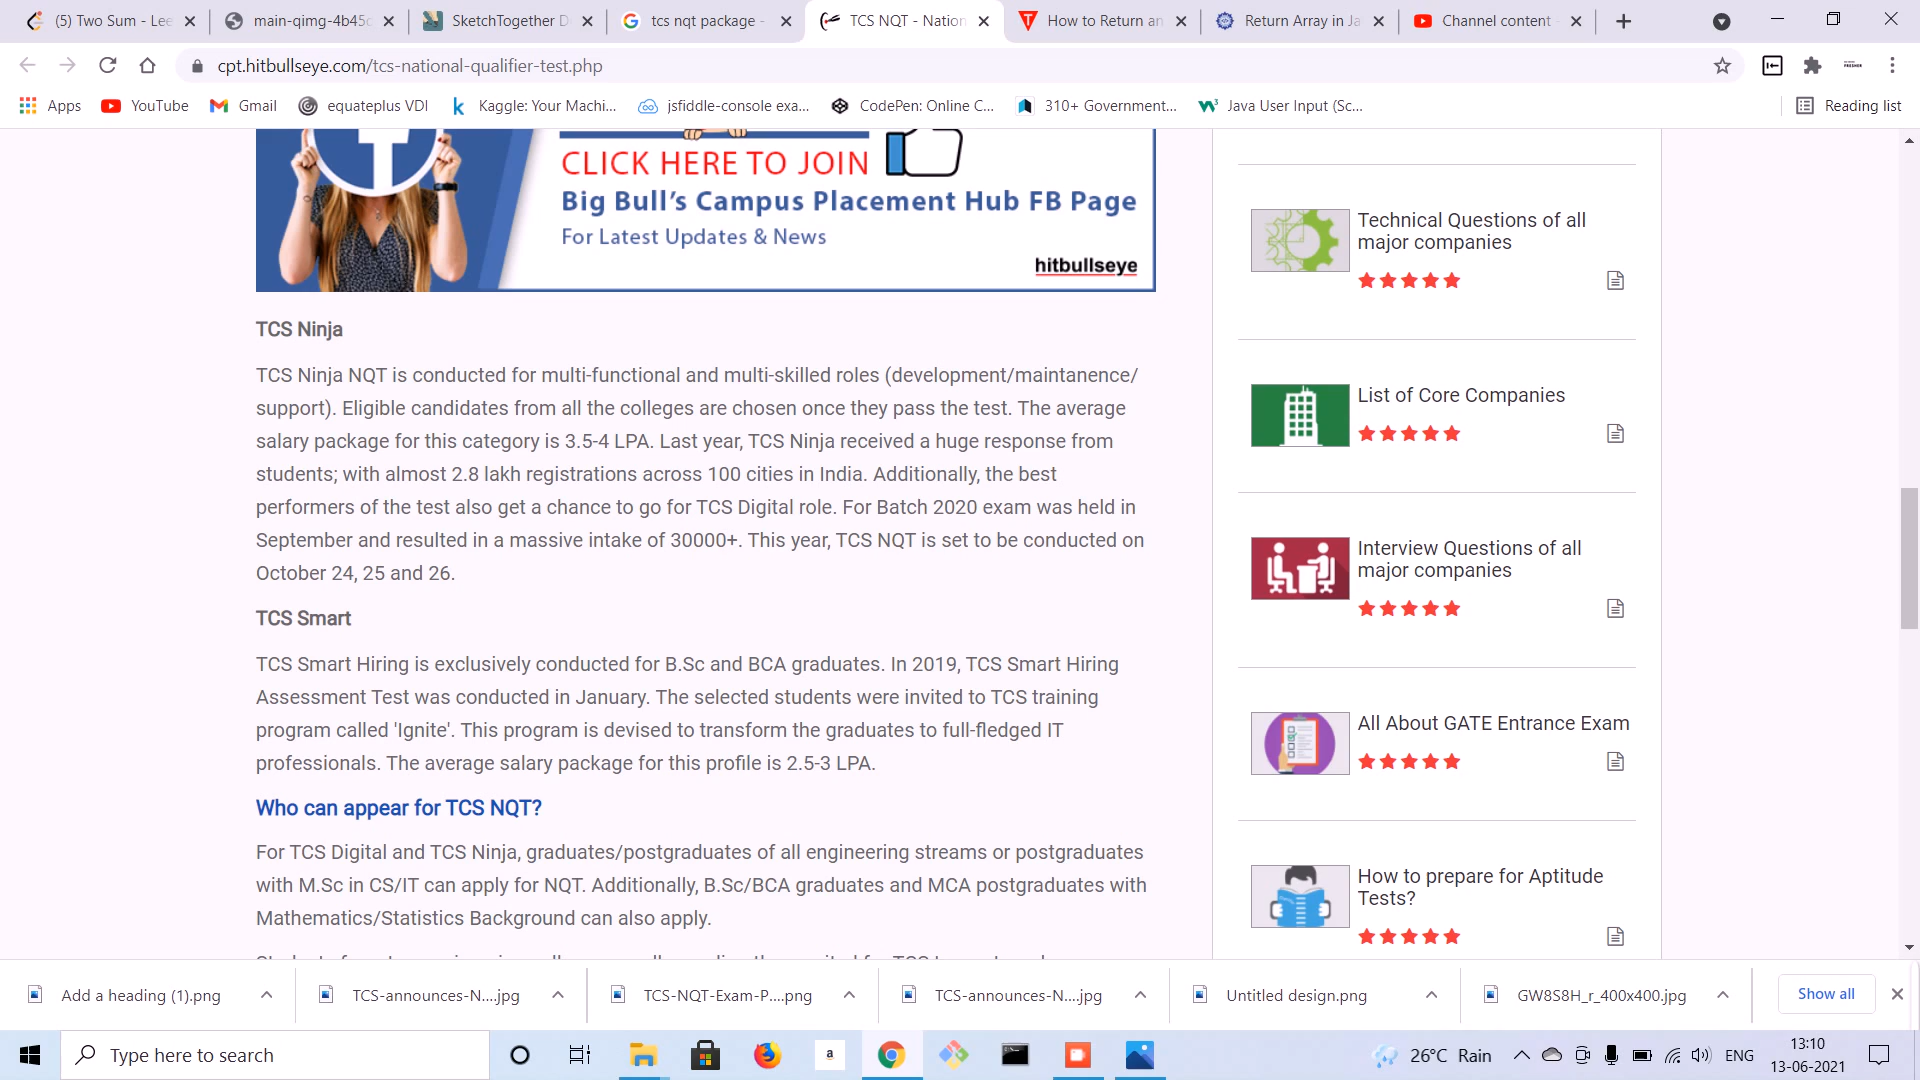 (5) Two Sum - Lee
main-qimg-4b45c
SketchTogether D
tcs nqt package -
TCS NQT - Nation
How to Return an
Return Array in Ja
Channel content -
cpt.hitbullseye.com/tcs-national-qualifier-test.php
Apps
YouTube
Gmail
equateplus VDI
Kaggle: Your Machi...
jsfiddle-console exa...
CodePen: Online C...
310+ Government...
Java User Input (Sc...
Reading list
CLICK HERE TO JOIN
Big Bull's Campus Placement Hub FB Page
For Latest Updates & News
hitbullseye
TCS Ninja
TCS Ninja NQT is conducted for multi-functional and multi-skilled roles (development/maintanence/
support). Eligible candidates from all the colleges are chosen once they pass the test. The average
salary package for this category is 3.5-4 LPA. Last year, TCS Ninja received a huge response from
students; with almost 2.8 lakh registrations across 100 cities in India. Additionally, the best
performers of the test also get a chance to go for TCS Digital role. For Batch 2020 exam was held in
September and resulted in a massive intake of 30000+. This year, TCS NQT is set to be conducted on
October 24, 25 and 26.
TCS Smart
TCS Smart Hiring is exclusively conducted for B.Sc and BCA graduates. In 2019, TCS Smart Hiring
Assessment Test was conducted in January. The selected students were invited to TCS training
program called 'Ignite'. This program is devised to transform the graduates to full-fledged IT
professionals. The average salary package for this profile is 2.5-3 LPA.
Who can appear for TCS NQT?
For TCS Digital and TCS Ninja, graduates/postgraduates of all engineering streams or postgraduates
with M.Sc in CS/IT can apply for NQT. Additionally, B.Sc/BCA graduates and MCA postgraduates with
Mathematics/Statistics Background can also apply.
Technical Questions of all
major companies
List of Core Companies
Interview Questions of all
major companies
All About GATE Entrance Exam
How to prepare for Aptitude
Tests?
Add a heading (1).png
TCS-announces-N....jpg
TCS-NQT-Exam-P....png
TCS-announces-N....jpg
Untitled design.png
GW8S8H_r_400x400.jpg
Show all
Type here to search
a
26°C Rain
ENG
13:10
13-06-2021